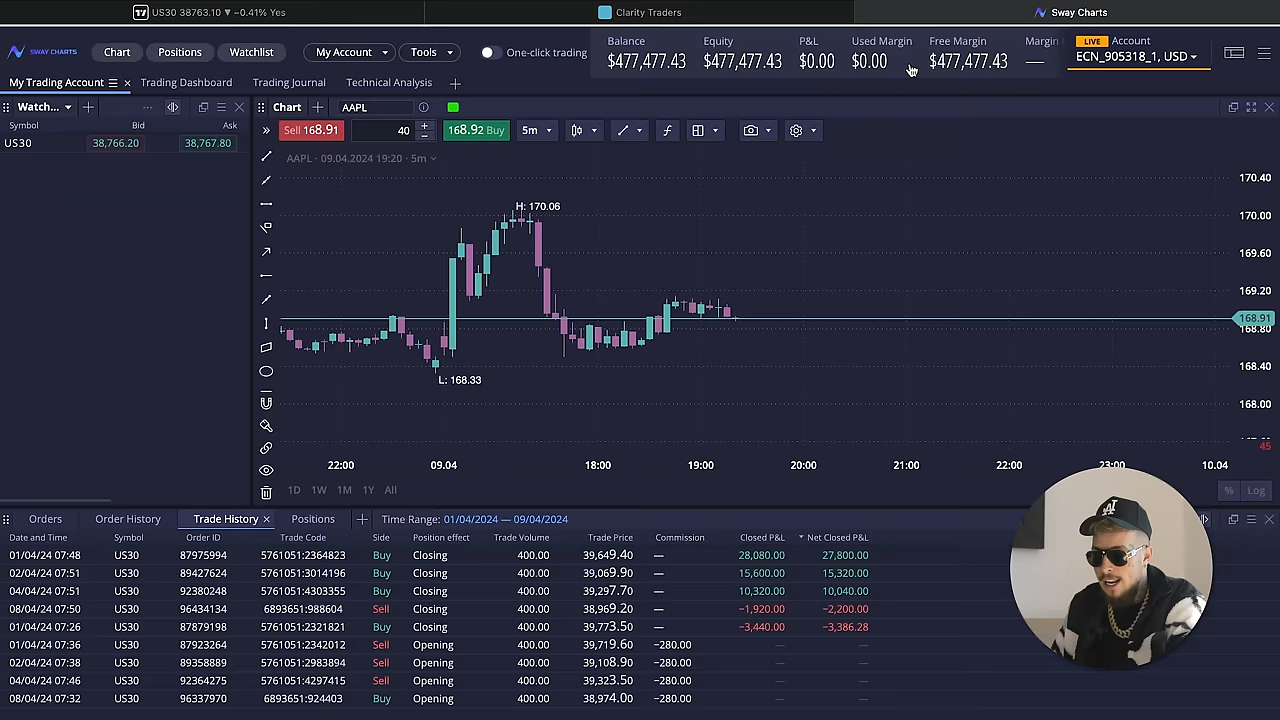 US30 38763.10 ▼ −0.41% Yes
Clarity Traders
Sway Charts
SWAY CHARTS
Chart
Positions
Watchlist
My Account
Tools
One-click trading
Balance
$477,477.43
Equity
$477,477.43
P&L
$0.00
Used Margin
$0.00
Free Margin
$477,477.43
Margin
—
LIVE Account
ECN_905318_1, USD
My Trading Account
Trading Dashboard
Trading Journal
Technical Analysis
Watch...
Symbol Bid Ask
US30 38,766.20 38,767.80
Chart
AAPL
Sell 168.91
40
168.92 Buy
5m
AAPL · 09.04.2024 19:20 · 5m
H: 170.06
L: 168.33
170.40
170.00
169.60
169.20
168.91
168.80
168.40
168.00
45
22:00 09.04 18:00 19:00 20:00 21:00 22:00 23:00 10.04
1D 1W 1M 1Y All
% Log
Orders
Order History
Trade History
Positions
Time Range: 01/04/2024 — 09/04/2024
Date and Time Symbol Order ID Trade Code Side Position effect Trade Volume Trade Price Commission Closed P&L Net Closed P&L
01/04/24 07:48 US30 87975994 5761051:2364823 Buy Closing 400.00 39,649.40 — 28,080.00 27,800.00
02/04/24 07:51 US30 89427624 5761051:3014196 Buy Closing 400.00 39,069.90 — 15,600.00 15,320.00
04/04/24 07:51 US30 92380248 5761051:4303355 Buy Closing 400.00 39,297.70 — 10,320.00 10,040.00
08/04/24 07:50 US30 96434134 6893651:988604 Sell Closing 400.00 38,969.20 — −1,920.00 −2,200.00
01/04/24 07:26 US30 87879198 5761051:2321821 Buy Closing 400.00 39,773.50 — −3,440.00 −3,386.28
01/04/24 07:36 US30 87923264 5761051:2342012 Sell Opening 400.00 39,719.60 −280.00 — —
02/04/24 07:38 US30 89358889 5761051:2983894 Sell Opening 400.00 39,108.90 −280.00 — —
04/04/24 07:46 US30 92364275 5761051:4297415 Sell Opening 400.00 39,323.50 −280.00 — —
08/04/24 07:32 US30 96337970 6893651:924403 Buy Opening 400.00 38,974.00 −280.00 — —